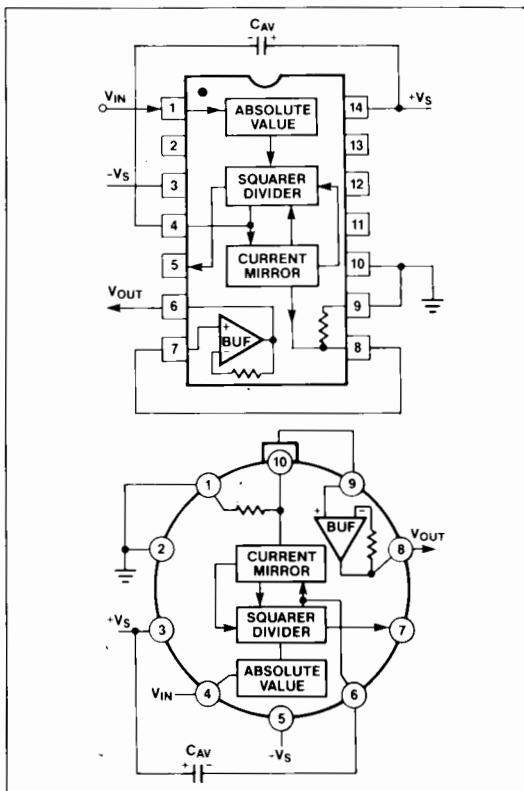 CAV
- +
VIN
1
ABSOLUTE
VALUE
14
+VS
2
13
-VS
3
SQUARER
DIVIDER
12
4
11
5
CURRENT
MIRROR
10
VOUT
6
9
7
+
-
BUF
8
10
1
9
+
-
BUF
2
8
VOUT
CURRENT
MIRROR
+VS
3
SQUARER
DIVIDER
7
VIN
4
ABSOLUTE
VALUE
6
5
CAV
+ -
-VS